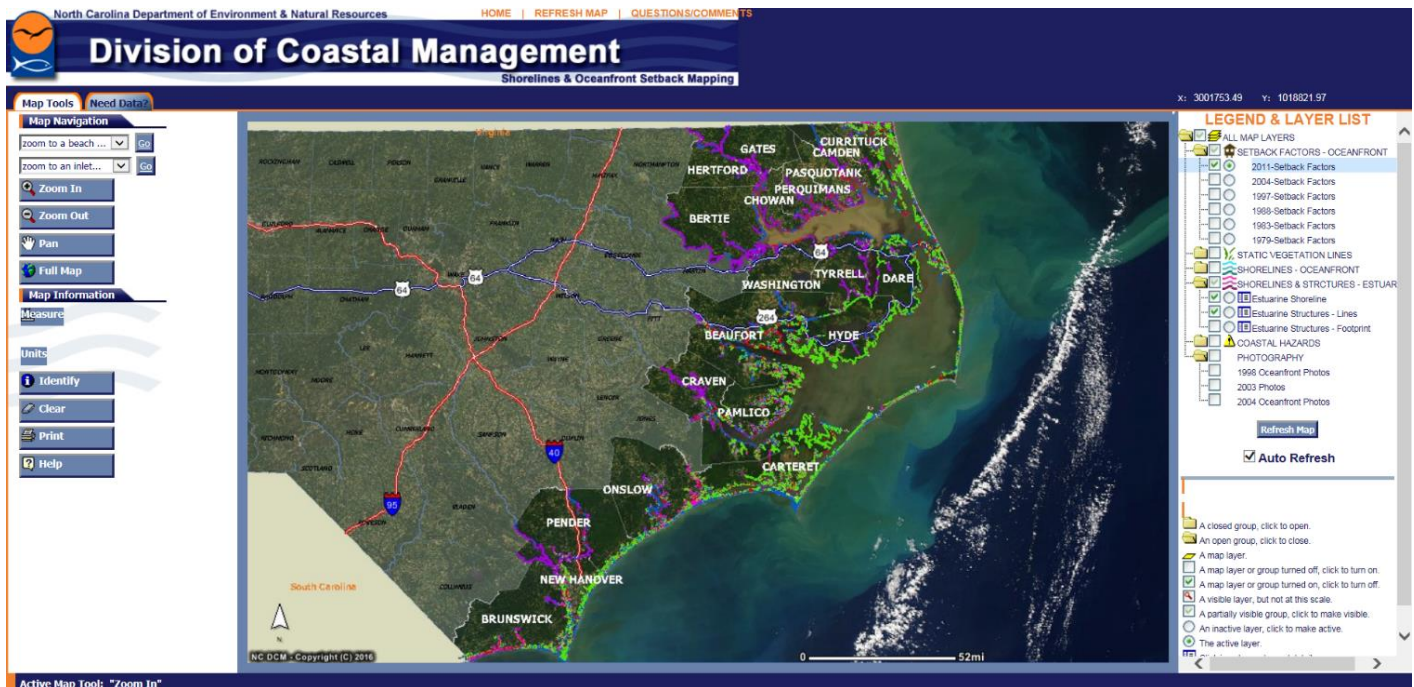 North Carolina Department of Environment & Natural Resources
HOME | REFRESH MAP | QUESTIONS/COMMENTS
Division of Coastal Management
Shorelines & Oceanfront Setback Mapping
Map Tools
Need Data?
X: 3001753.49 Y: 1018821.97
Map Navigation
zoom to a beach ...
Go
zoom to an inlet...
Go
Zoom In
Zoom Out
Pan
Full Map
Map Information
Measure
Units
Identify
Clear
Print
Help
Virginia
GATES
CURRITUCK
CAMDEN
HERTFORD
PASQUOTANK
PERQUIMANS
CHOWAN
BERTIE
64
TYRRELL
DARE
WASHINGTON
64
64
264
BEAUFORT
HYDE
CRAVEN
PAMLICO
CARTERET
40
ONSLOW
95
PENDER
NEW HANOVER
South Carolina
BRUNSWICK
N
NC DCM - Copyright (C) 2016
0 52mi
LEGEND & LAYER LIST
ALL MAP LAYERS
SETBACK FACTORS - OCEANFRONT
2011-Setback Factors
2004-Setback Factors
1997-Setback Factors
1988-Setback Factors
1983-Setback Factors
1979-Setback Factors
STATIC VEGETATION LINES
SHORELINES - OCEANFRONT
SHORELINES & STRCTURES - ESTUAR
Estuarine Shoreline
Estuarine Structures - Lines
Estuarine Structures - Footprint
COASTAL HAZARDS
PHOTOGRAPHY
1998 Oceanfront Photos
2003 Photos
2004 Oceanfront Photos
Refresh Map
Auto Refresh
A closed group, click to open.
An open group, click to close.
A map layer.
A map layer or group turned off, click to turn on.
A map layer or group turned on, click to turn off.
A visible layer, but not at this scale.
A partially visible group, click to make visible.
An inactive layer, click to make active.
The active layer.
Active Map Tool: "Zoom In"